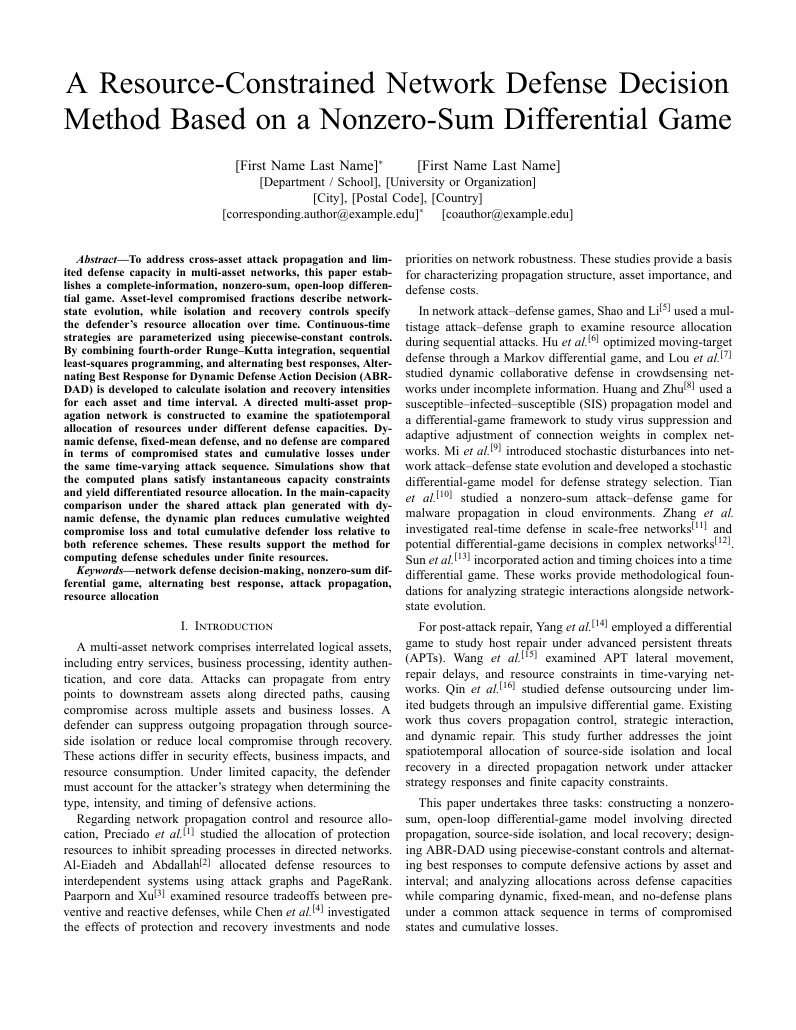 A Resource-Constrained Network Defense Decision
Method Based on a Nonzero-Sum Differential Game
[First Name Last Name]* [First Name Last Name]
[Department / School], [University or Organization]
[City], [Postal Code], [Country]
[corresponding.author@example.edu]* [coauthor@example.edu]
Abstract—To address cross-asset attack propagation and lim-
ited defense capacity in multi-asset networks, this paper estab-
lishes a complete-information, nonzero-sum, open-loop differen-
tial game. Asset-level compromised fractions describe network-
state evolution, while isolation and recovery controls specify
the defender's resource allocation over time. Continuous-time
strategies are parameterized using piecewise-constant controls.
By combining fourth-order Runge–Kutta integration, sequential
least-squares programming, and alternating best responses, Alter-
nating Best Response for Dynamic Defense Action Decision (ABR-
DAD) is developed to calculate isolation and recovery intensities
for each asset and time interval. A directed multi-asset prop-
agation network is constructed to examine the spatiotemporal
allocation of resources under different defense capacities. Dy-
namic defense, fixed-mean defense, and no defense are compared
in terms of compromised states and cumulative losses under
the same time-varying attack sequence. Simulations show that
the computed plans satisfy instantaneous capacity constraints
and yield differentiated resource allocation. In the main-capacity
comparison under the shared attack plan generated with dy-
namic defense, the dynamic plan reduces cumulative weighted
compromise loss and total cumulative defender loss relative to
both reference schemes. These results support the method for
computing defense schedules under finite resources.
Keywords—network defense decision-making, nonzero-sum dif-
ferential game, alternating best response, attack propagation,
resource allocation
I. Introduction
A multi-asset network comprises interrelated logical assets,
including entry services, business processing, identity authen-
tication, and core data. Attacks can propagate from entry
points to downstream assets along directed paths, causing
compromise across multiple assets and business losses. A
defender can suppress outgoing propagation through source-
side isolation or reduce local compromise through recovery.
These actions differ in security effects, business impacts, and
resource consumption. Under limited capacity, the defender
must account for the attacker's strategy when determining the
type, intensity, and timing of defensive actions.
Regarding network propagation control and resource allo-
cation, Preciado et al.[1] studied the allocation of protection
resources to inhibit spreading processes in directed networks.
Al-Eiadeh and Abdallah[2] allocated defense resources to
interdependent systems using attack graphs and PageRank.
Paarporn and Xu[3] examined resource tradeoffs between pre-
ventive and reactive defenses, while Chen et al.[4] investigated
the effects of protection and recovery investments and node
priorities on network robustness. These studies provide a basis
for characterizing propagation structure, asset importance, and
defense costs.
In network attack–defense games, Shao and Li[5] used a mul-
tistage attack–defense graph to examine resource allocation
during sequential attacks. Hu et al.[6] optimized moving-target
defense through a Markov differential game, and Lou et al.[7]
studied dynamic collaborative defense in crowdsensing net-
works under incomplete information. Huang and Zhu[8] used a
susceptible–infected–susceptible (SIS) propagation model and
a differential-game framework to study virus suppression and
adaptive adjustment of connection weights in complex net-
works. Mi et al.[9] introduced stochastic disturbances into net-
work attack–defense state evolution and developed a stochastic
differential-game model for defense strategy selection. Tian
et al.[10] studied a nonzero-sum attack–defense game for
malware propagation in cloud environments. Zhang et al.
investigated real-time defense in scale-free networks[11] and
potential differential-game decisions in complex networks[12].
Sun et al.[13] incorporated action and timing choices into a time
differential game. These works provide methodological foun-
dations for analyzing strategic interactions alongside network-
state evolution.
For post-attack repair, Yang et al.[14] employed a differential
game to study host repair under advanced persistent threats
(APTs). Wang et al.[15] examined APT lateral movement,
repair delays, and resource constraints in time-varying net-
works. Qin et al.[16] studied defense outsourcing under lim-
ited budgets through an impulsive differential game. Existing
work thus covers propagation control, strategic interaction,
and dynamic repair. This study further addresses the joint
spatiotemporal allocation of source-side isolation and local
recovery in a directed propagation network under attacker
strategy responses and finite capacity constraints.
This paper undertakes three tasks: constructing a nonzero-
sum, open-loop differential-game model involving directed
propagation, source-side isolation, and local recovery; design-
ing ABR-DAD using piecewise-constant controls and alternat-
ing best responses to compute defensive actions by asset and
interval; and analyzing allocations across defense capacities
while comparing dynamic, fixed-mean, and no-defense plans
under a common attack sequence in terms of compromised
states and cumulative losses.